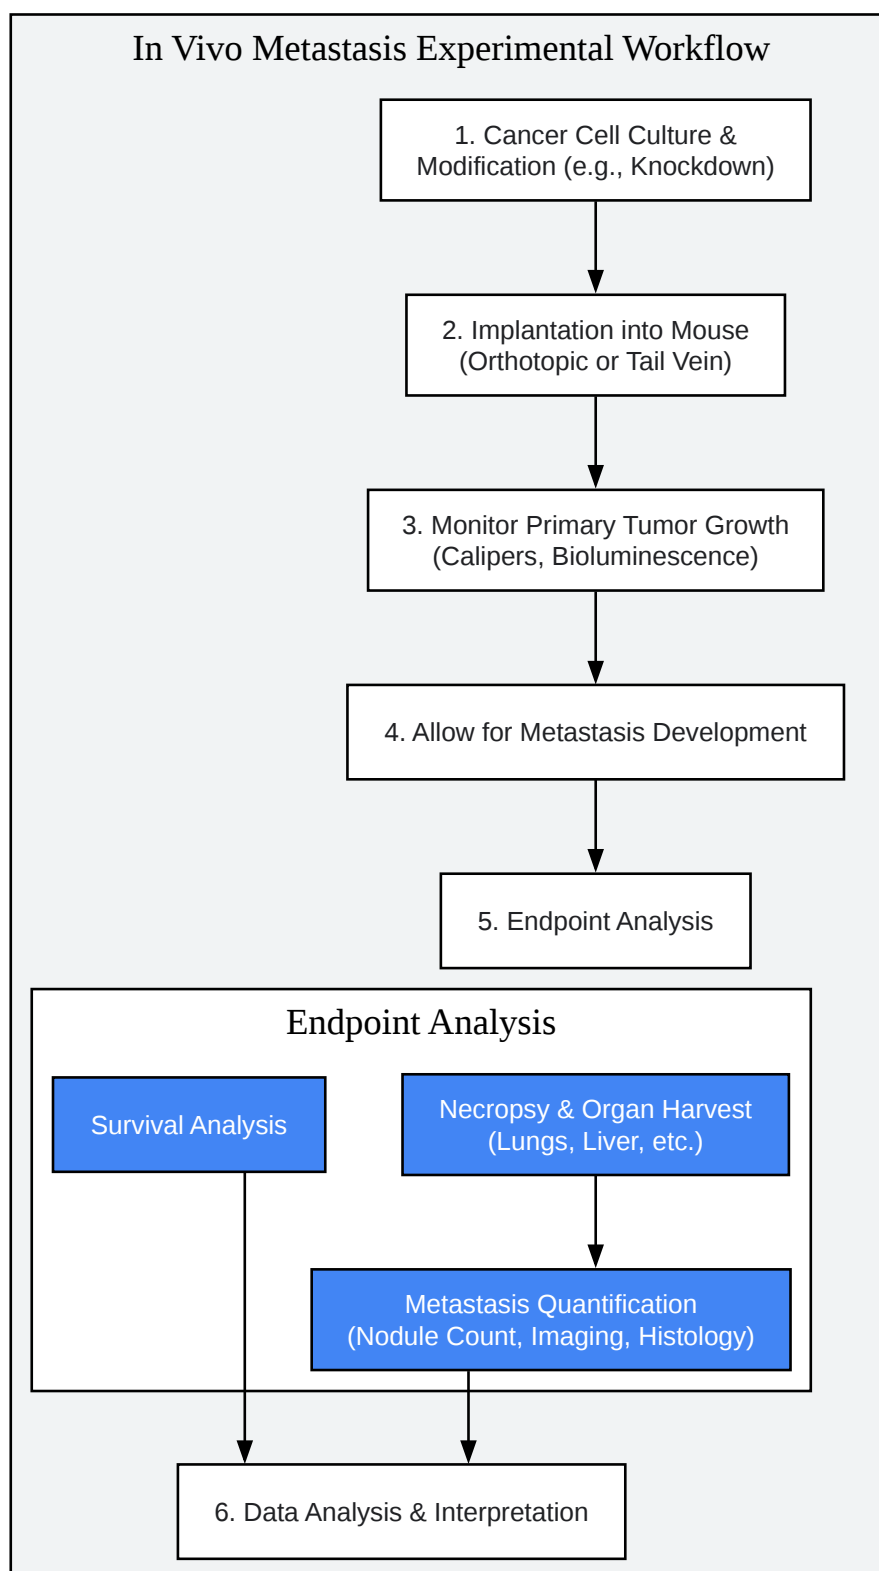 In Vivo Metastasis Experimental Workflow
1. Cancer Cell Culture &
Modification (e.g., Knockdown)
2. Implantation into Mouse
(Orthotopic or Tail Vein)
3. Monitor Primary Tumor Growth
(Calipers, Bioluminescence)
4. Allow for Metastasis Development
5. Endpoint Analysis
Endpoint Analysis
Survival Analysis
Necropsy & Organ Harvest
(Lungs, Liver, etc.)
Metastasis Quantification
(Nodule Count, Imaging, Histology)
6. Data Analysis & Interpretation